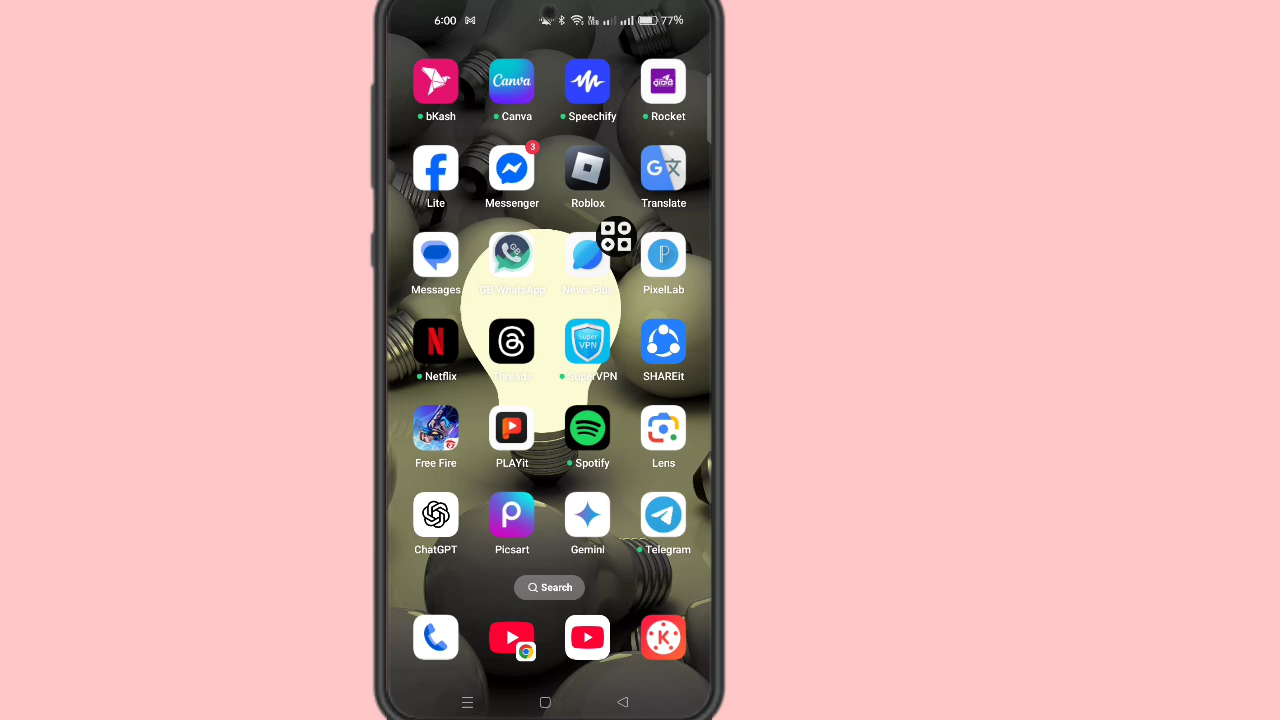 6:00 77%
bKash Canva Speechify Rocket
Lite Messenger Roblox Translate
3
Messages GB WhatsApp News Plus PixelLab
Netflix Threads SuperVPN SHAREit
Free Fire PLAYit Spotify Lens
ChatGPT Picsart Gemini Telegram
Search